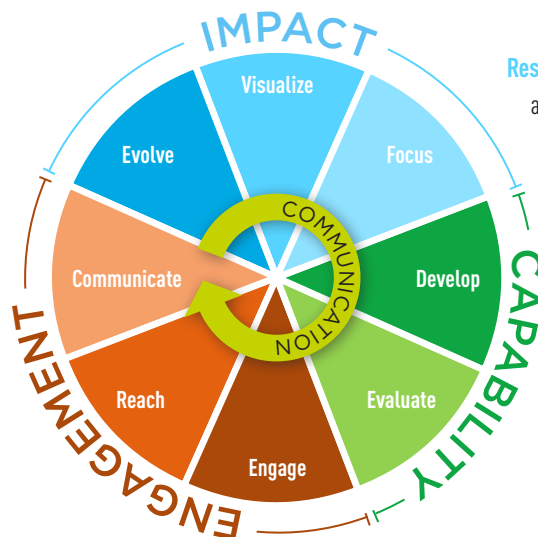 IMPACT
Visualize
Res
a
Evolve
Focus
COMMUNICATION
Communicate
Develop
CAPABILITY
Reach
Evaluate
Engage
ENGAGEMENT